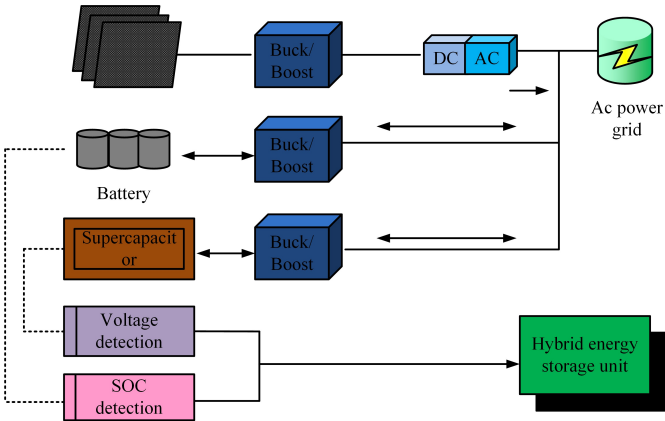 Buck/
Boost
DC
AC
Ac power
grid
Battery
Buck/
Boost
Supercapacit
or
Buck/
Boost
Voltage
detection
Hybrid energy
storage unit
SOC
detection